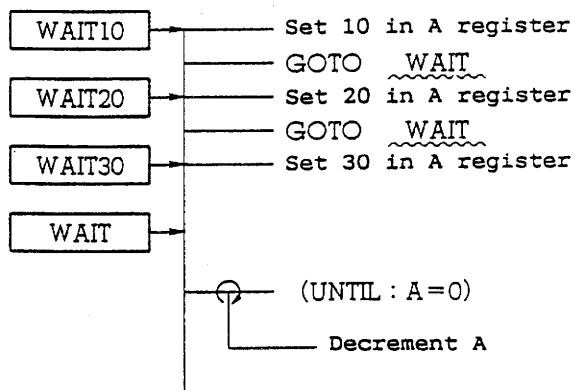 WAIT10 Set 10 in A register
GOTO WAIT
WAIT20 Set 20 in A register
GOTO WAIT
WAIT30 Set 30 in A register
WAIT
(UNTIL : A=0)
Decrement A